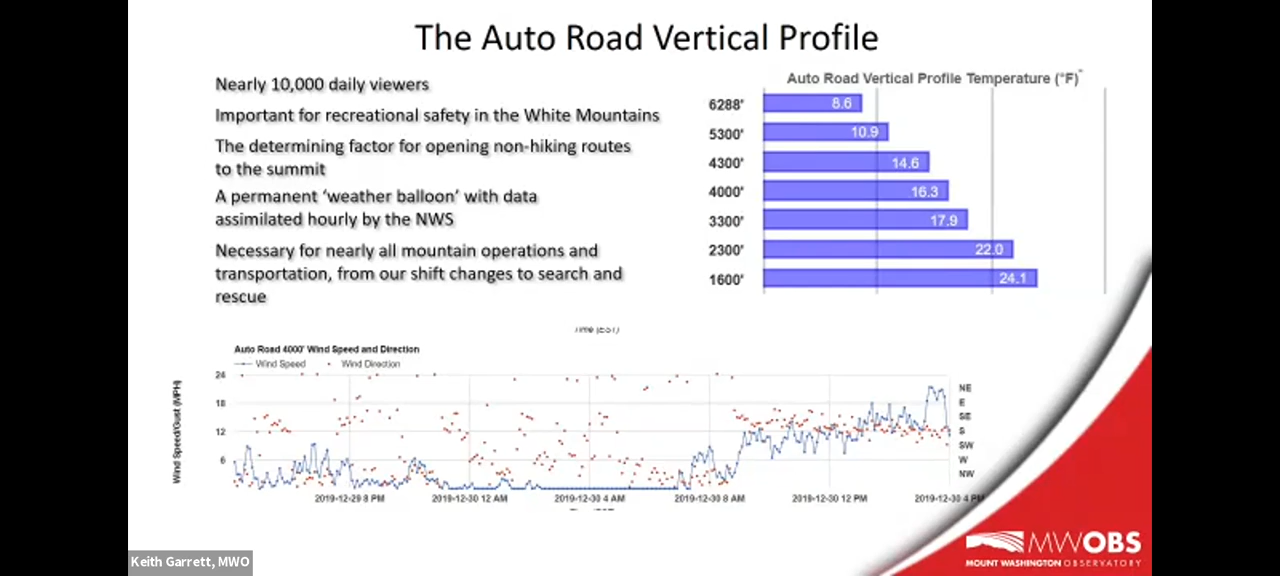 The Auto Road Vertical Profile
Nearly 10,000 daily viewers
Important for recreational safety in the White Mountains
The determining factor for opening non-hiking routes
to the summit
A permanent ‘weather balloon’ with data
assimilated hourly by the NWS
Necessary for nearly all mountain operations and
transportation, from our shift changes to search and
rescue
Auto Road Vertical Profile Temperature (°F)
6288' 8.6
5300' 10.9
4300' 14.6
4000' 16.3
3300' 17.9
2300' 22.0
1600' 24.1
Time (EST)
Auto Road 4000' Wind Speed and Direction
Wind Speed Wind Direction
Wind Speed/Gust (MPH)
24
18
12
6
NE
E
SE
S
SW
W
NW
2019-12-29 8 PM 2019-12-30 12 AM 2019-12-30 4 AM 2019-12-30 8 AM 2019-12-30 12 PM 2019-12-30 4 PM
MWOBS
MOUNT WASHINGTON OBSERVATORY
Keith Garrett, MWO